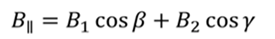 B∥ = B₁ cos β + B₂ cos γ